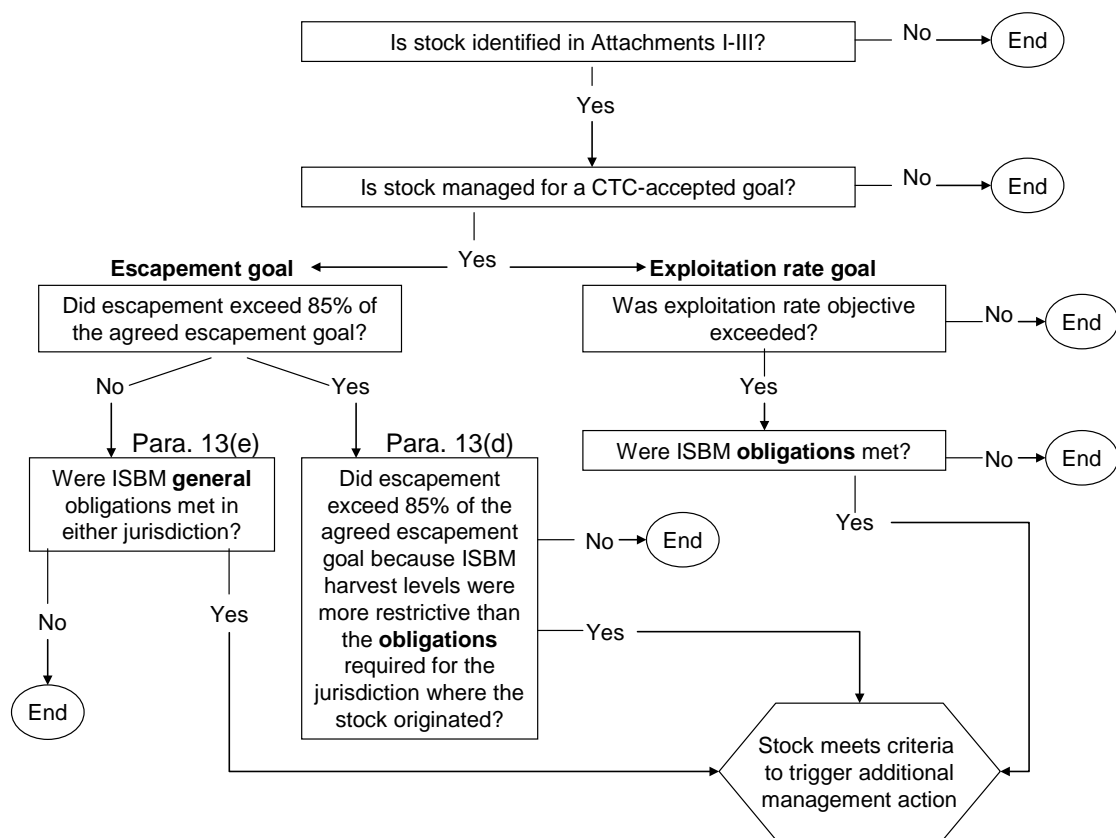 Is stock identified in Attachments I-III?
No
End
Yes
Is stock managed for a CTC-accepted goal?
No
End
Yes
Escapement goal
Did escapement exceed 85% of
the agreed escapement goal?
Exploitation rate goal
Was exploitation rate objective
exceeded?
No
End
No
Yes
Yes
Para. 13(e)
Were ISBM general
obligations met in
either jurisdiction?
Para. 13(d)
Did escapement
exceed 85% of the
agreed escapement
goal because ISBM
harvest levels were
more restrictive than
the obligations
required for the
jurisdiction where the
stock originated?
Were ISBM obligations met?
No
End
No
End
Yes
No
Yes
Yes
End
Stock meets criteria
to trigger additional
management action